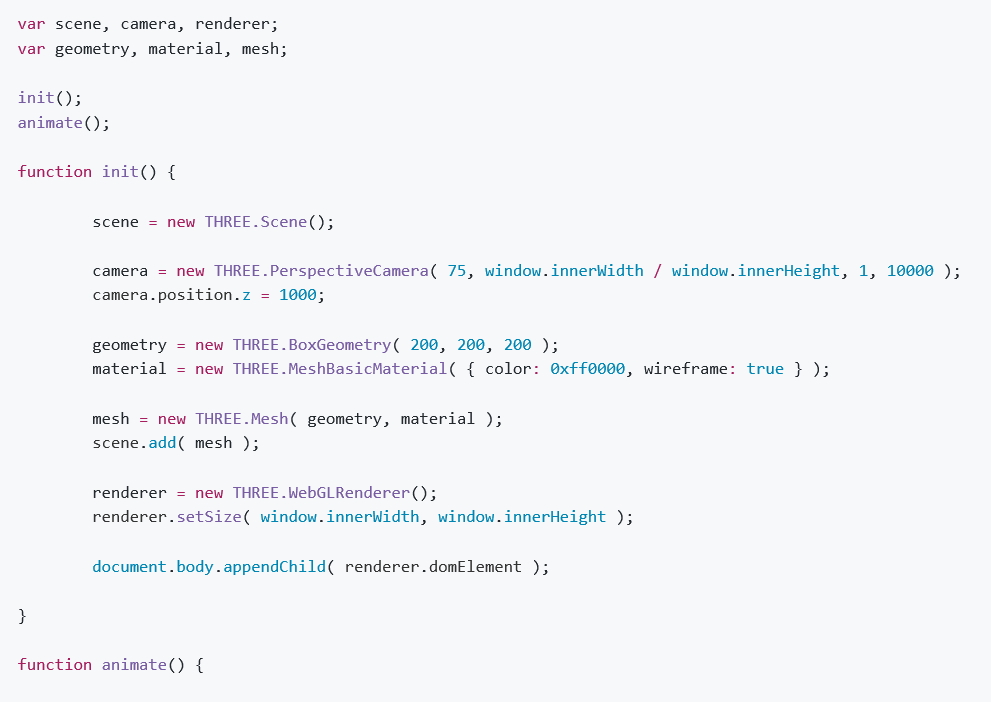 var scene, camera, renderer;
var geometry, material, mesh;
init();
animate();
function init() {
scene = new THREE.Scene();
camera = new THREE.PerspectiveCamera( 75, window.innerWidth / window.innerHeight, 1, 10000 );
camera.position.z = 1000;
geometry = new THREE.BoxGeometry( 200, 200, 200 );
material = new THREE.MeshBasicMaterial( { color: 0xff0000, wireframe: true } );
mesh = new THREE.Mesh( geometry, material );
scene.add( mesh );
renderer = new THREE.WebGLRenderer();
renderer.setSize( window.innerWidth, window.innerHeight );
document.body.appendChild( renderer.domElement );
}
function animate() {